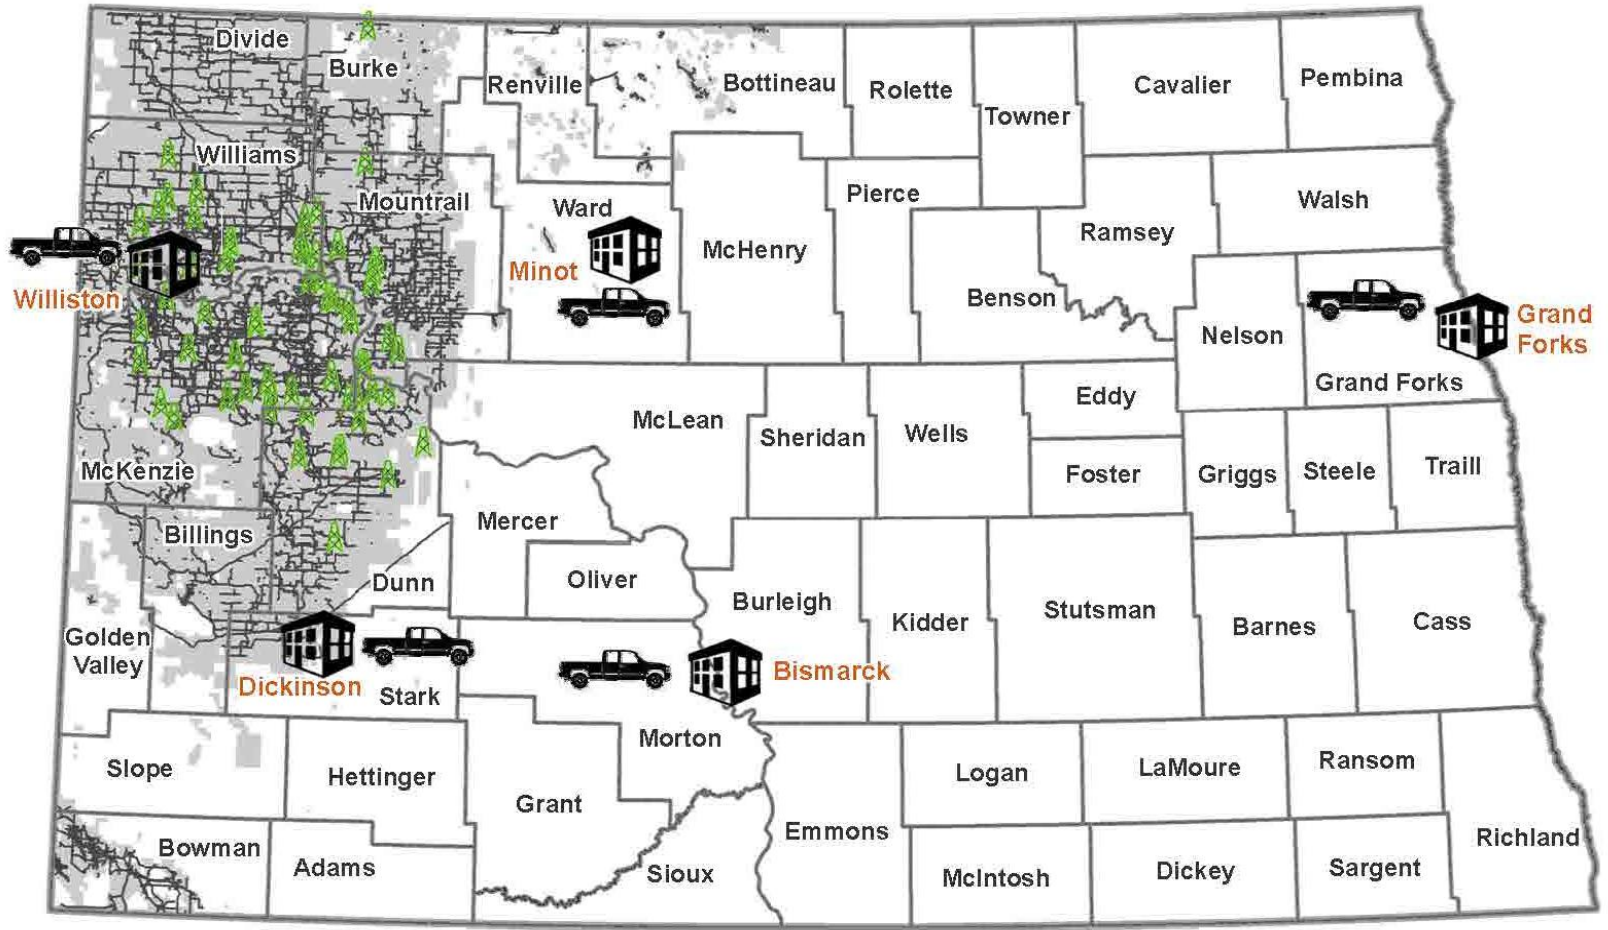 Divide
Burke
Renville
Bottineau
Rolette
Towner
Cavalier
Pembina
Williams
Mountrail
Ward
McHenry
Pierce
Benson
Ramsey
Walsh
Williston
Minot
Nelson
Grand
Forks
Grand Forks
McKenzie
McLean
Sheridan
Wells
Eddy
Foster
Griggs
Steele
Traill
Billings
Dunn
Mercer
Oliver
Burleigh
Kidder
Stutsman
Barnes
Cass
Golden
Valley
Dickinson
Stark
Bismarck
Morton
Slope
Hettinger
Grant
Logan
LaMoure
Ransom
Bowman
Adams
Sioux
Emmons
McIntosh
Dickey
Sargent
Richland